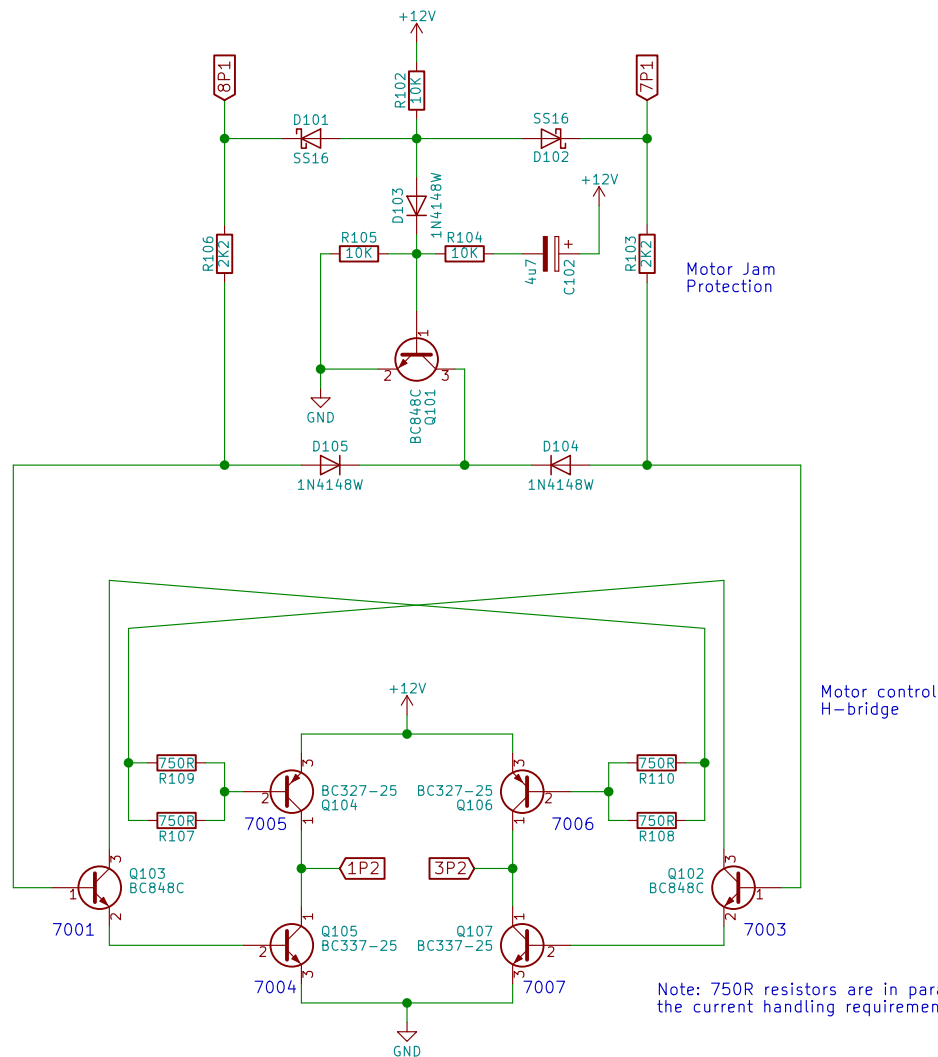 +12V
8P1
R102
10K
7P1
D101
SS16
SS16
D102
D103
1N4148W
+12V
R105
10K
R104
10K
4u7
+
C102
R106
2K2
R103
2K2
Motor Jam
Protection
1
2
3
GND
BC848C
Q101
D105
1N4148W
D104
1N4148W
Motor control
H-bridge
+12V
750R
R109
750R
R107
750R
R110
750R
R108
3
2
1
BC327-25
Q104
7005
3
2
1
BC327-25
Q106
7006
1P2
3P2
3
1
2
Q103
BC848C
7001
3
1
2
Q102
BC848C
7003
1
2
3
Q105
BC337-25
7004
1
2
3
Q107
BC337-25
7007
Note: 750R resistors are in
the current handling
GND